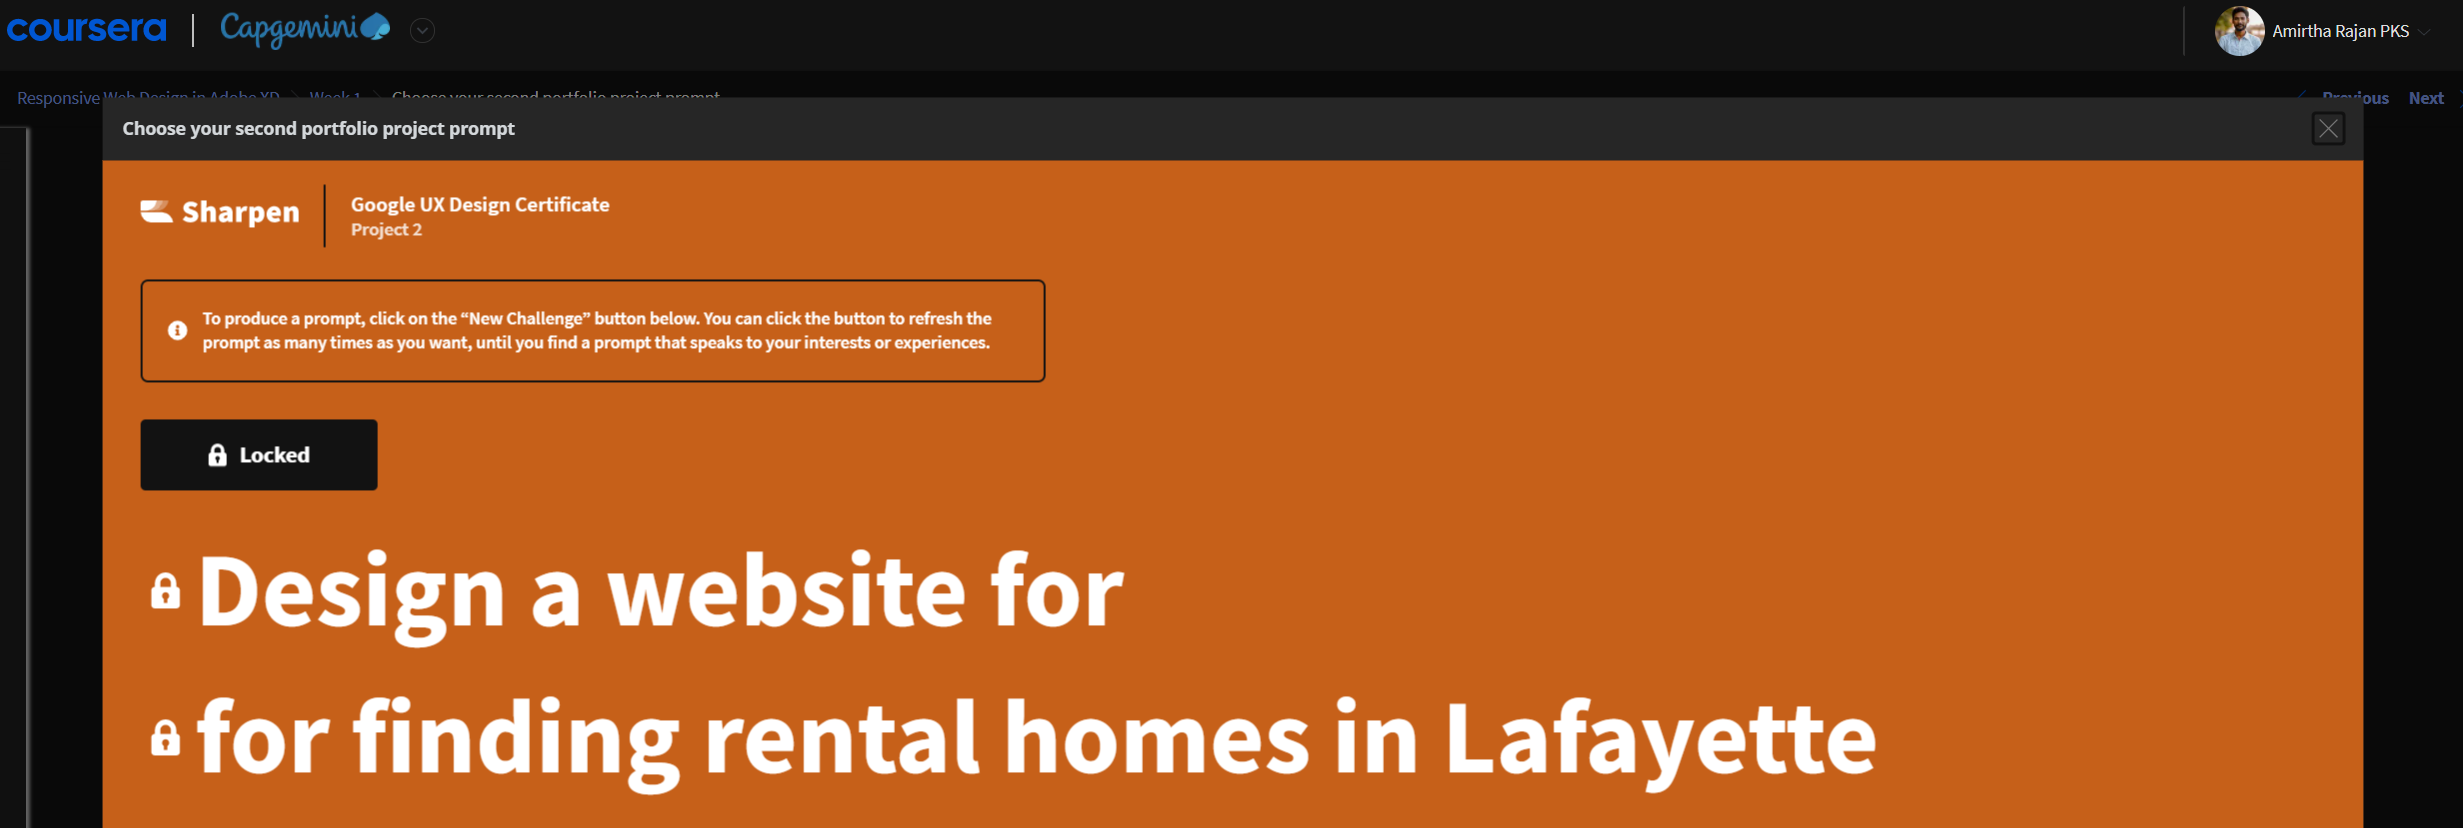 coursera
Capgemini
Amirtha Rajan PKS
Responsive Web Design in Adobe XD
Week 1
Choose your second portfolio project prompt
Previous
Next
Choose your second portfolio project prompt
Sharpen
Google UX Design Certificate
Project 2
To produce a prompt, click on the “New Challenge” button below. You can click the button to refresh the
prompt as many times as you want, until you find a prompt that speaks to your interests or experiences.
Locked
Design a website for
for finding rental homes in Lafayette